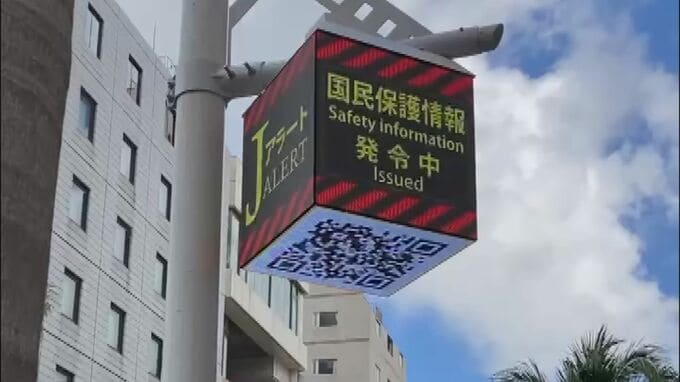 Jアラート
ALERT
国民保護情報
Safety information
発令中
Issued